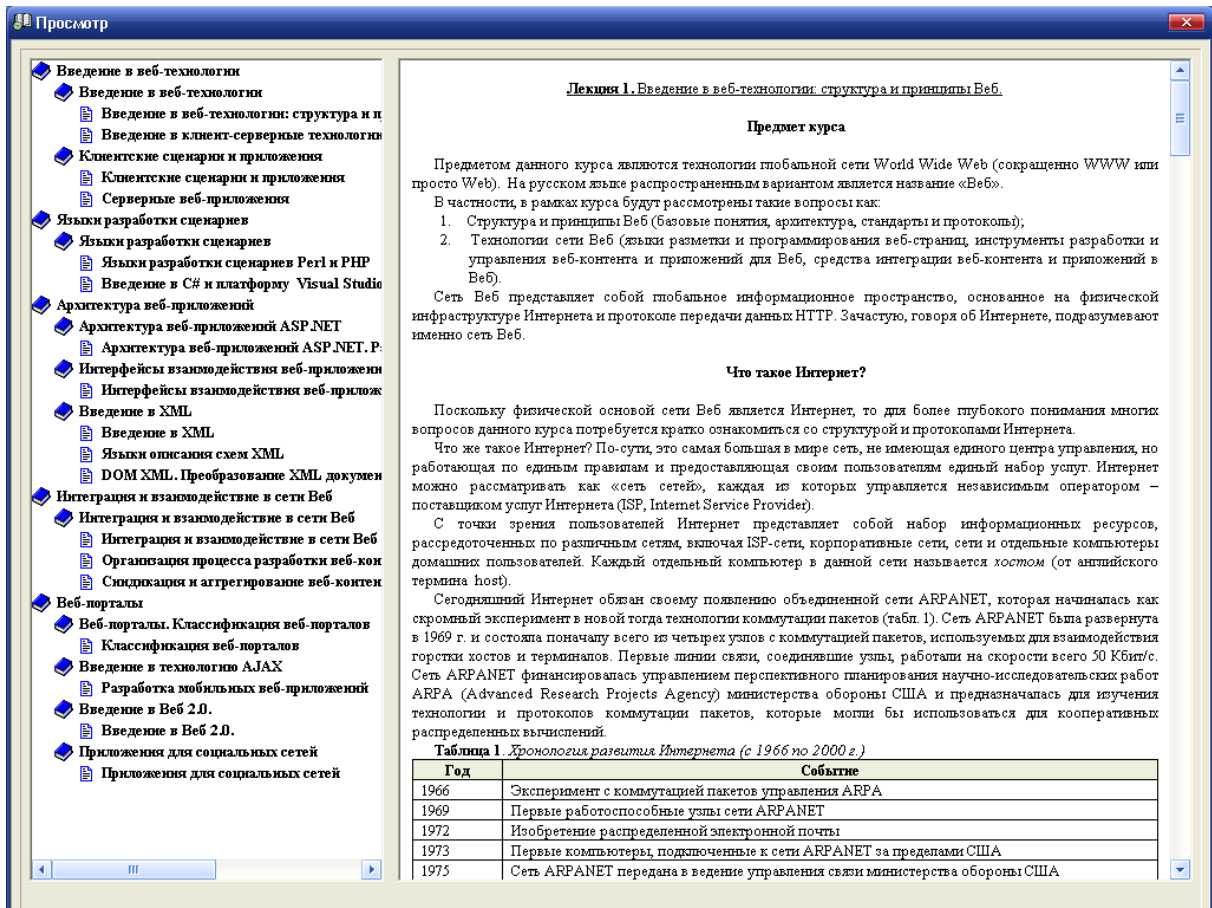 Просмотр
Введение в веб-технологии
Введение в веб-технологии
Введение в веб-технологии: структура и п
Введение в клиент-серверные технологии
Клиентские сценарии и приложения
Клиентские сценарии и приложения
Серверные веб-приложения
Языки разработки сценариев
Языки разработки сценариев
Языки разработки сценариев Perl и PHP
Введение в C# и платформу Visual Studio
Архитектура веб-приложений
Архитектура веб-приложений ASP.NET
Архитектура веб-приложений ASP.NET. Р
Интерфейсы взаимодействия веб-приложени
Интерфейсы взаимодействия веб-прилож
Введение в XML
Введение в XML
Языки описания схем XML
DOM XML. Преобразование XML докумен
Интеграция и взаимодействие в сети Веб
Интеграция и взаимодействие в сети Веб
Интеграция и взаимодействие в сети Веб
Организация процесса разработки веб-кон
Синдикация и аггрегирование веб-контен
Веб-порталы
Веб-порталы. Классификация веб-порталов
Классификация веб-порталов
Введение в технологию AJAX
Разработка мобильных веб-приложений
Введение в Веб 2.0.
Введение в Веб 2.0.
Приложения для социальных сетей
Приложения для социальных сетей
Лекция 1. Введение в веб-технологии: структура и принципы Веб.
Предмет курса
Предметом данного курса являются технологии глобальной сети World Wide Web (сокращенно WWW или
просто Web). На русском языке распространенным вариантом является название «Веб».
В частности, в рамках курса будут рассмотрены такие вопросы как:
1. Структура и принципы Веб (базовые понятия, архитектура, стандарты и протоколы);
2. Технологии сети Веб (языки разметки и программирования веб-страниц, инструменты разработки и
управления веб-контента и приложений для Веб, средства интеграции веб-контента и приложений в
Веб).
Сеть Веб представляет собой глобальное информационное пространство, основанное на физической
инфраструктуре Интернета и протоколе передачи данных HTTP. Зачастую, говоря об Интернете, подразумевают
именно сеть Веб.
Что такое Интернет?
Поскольку физической основой сети Веб является Интернет, то для более глубокого понимания многих
вопросов данного курса потребуется кратко ознакомиться со структурой и протоколами Интернета.
Что же такое Интернет? По-сути, это самая большая в мире сеть, не имеющая единого центра управления, но
работающая по единым правилам и предоставляющая своим пользователям единый набор услуг. Интернет
можно рассматривать как «сеть сетей», каждая из которых управляется независимым оператором –
поставщиком услуг Интернета (ISP, Internet Service Provider).
С точки зрения пользователей Интернет представляет собой набор информационных ресурсов,
рассредоточенных по различным сетям, включая ISP-сети, корпоративные сети, сети и отдельные компьютеры
домашних пользователей. Каждый отдельный компьютер в данной сети называется хостом (от английского
термина host).
Сегодняшний Интернет обязан своему появлению объединенной сети ARPANET, которая начиналась как
скромный эксперимент в новой тогда технологии коммутации пакетов (табл. 1). Сеть ARPANET была развернута
в 1969 г. и состояла поначалу всего из четырех узлов с коммутацией пакетов, используемых для взаимодействия
горстки хостов и терминалов. Первые линии связи, соединявшие узлы, работали на скорости всего 50 Кбит/с.
Сеть ARPANET финансировалась управлением перспективного планирования научно-исследовательских работ
ARPA (Advanced Research Projects Agency) министерства обороны США и предназначалась для изучения
технологии и протоколов коммутации пакетов, которые могли бы использоваться для кооперативных
распределенных вычислений.
Таблица 1. Хронология развития Интернета (с 1966 по 2000 г.)
Год Событие
1966 Эксперимент с коммутацией пакетов управления ARPA
1969 Первые работоспособные узлы сети ARPANET
1972 Изобретение распределенной электронной почты
1973 Первые компьютеры, подключенные к сети ARPANET за пределами США
1975 Сеть ARPANET передана в ведение управления связи министерства обороны США